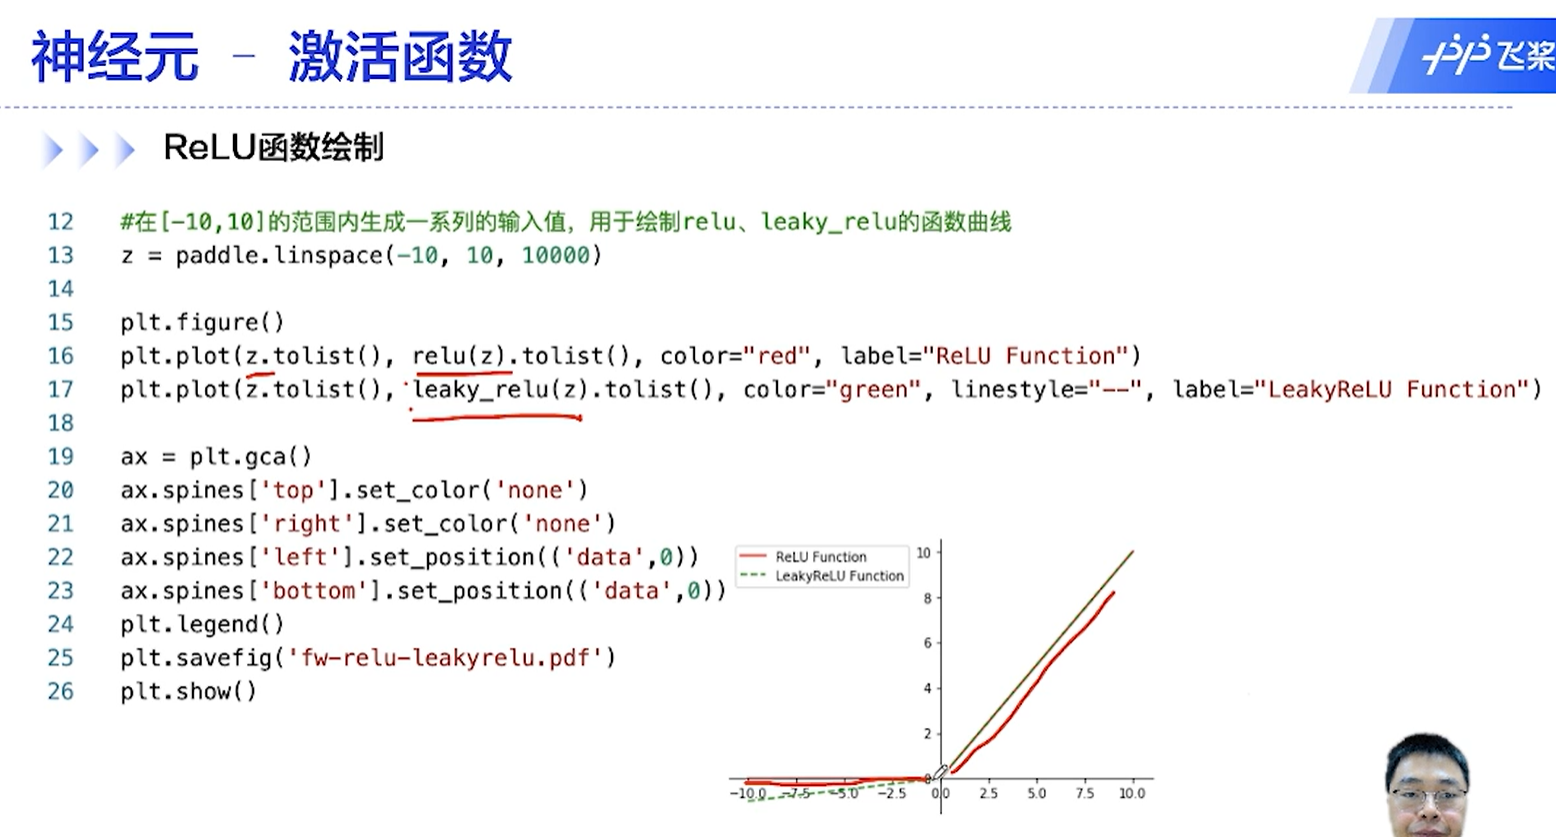 神经元 - 激活函数
飞桨
ReLU函数绘制
12 #在[-10,10]的范围内生成一系列的输入值，用于绘制relu、leaky_relu的函数曲线
13 z = paddle.linspace(-10, 10, 10000)
14
15 plt.figure()
16 plt.plot(z.tolist(), relu(z).tolist(), color="red", label="ReLU Function")
17 plt.plot(z.tolist(), leaky_relu(z).tolist(), color="green", linestyle="--", label="LeakyReLU Function")
18
19 ax = plt.gca()
20 ax.spines['top'].set_color('none')
21 ax.spines['right'].set_color('none')
22 ax.spines['left'].set_position(('data',0))
23 ax.spines['bottom'].set_position(('data',0))
24 plt.legend()
25 plt.savefig('fw-relu-leakyrelu.pdf')
26 plt.show()
ReLU Function
LeakyReLU Function
10
8
6
4
2
0
-10.0 -7.5 -5.0 -2.5 0.0 2.5 5.0 7.5 10.0